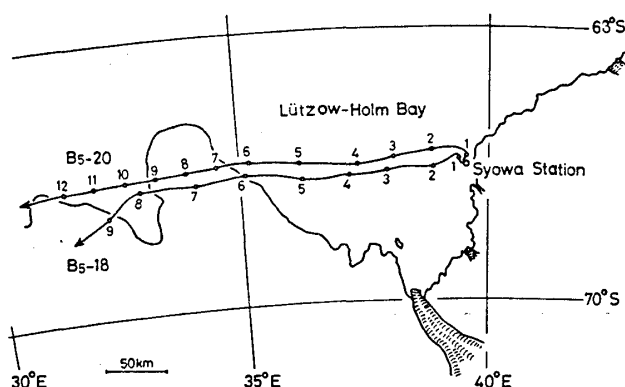 63°S
Lützow-Holm Bay
B5-20
12 11 10 9 8 7 6 5 4 3 2 1
Syowa Station
9 8 7 6 5 4 3 2 1
B5-18
70°S
50km
30°E 35°E 40°E